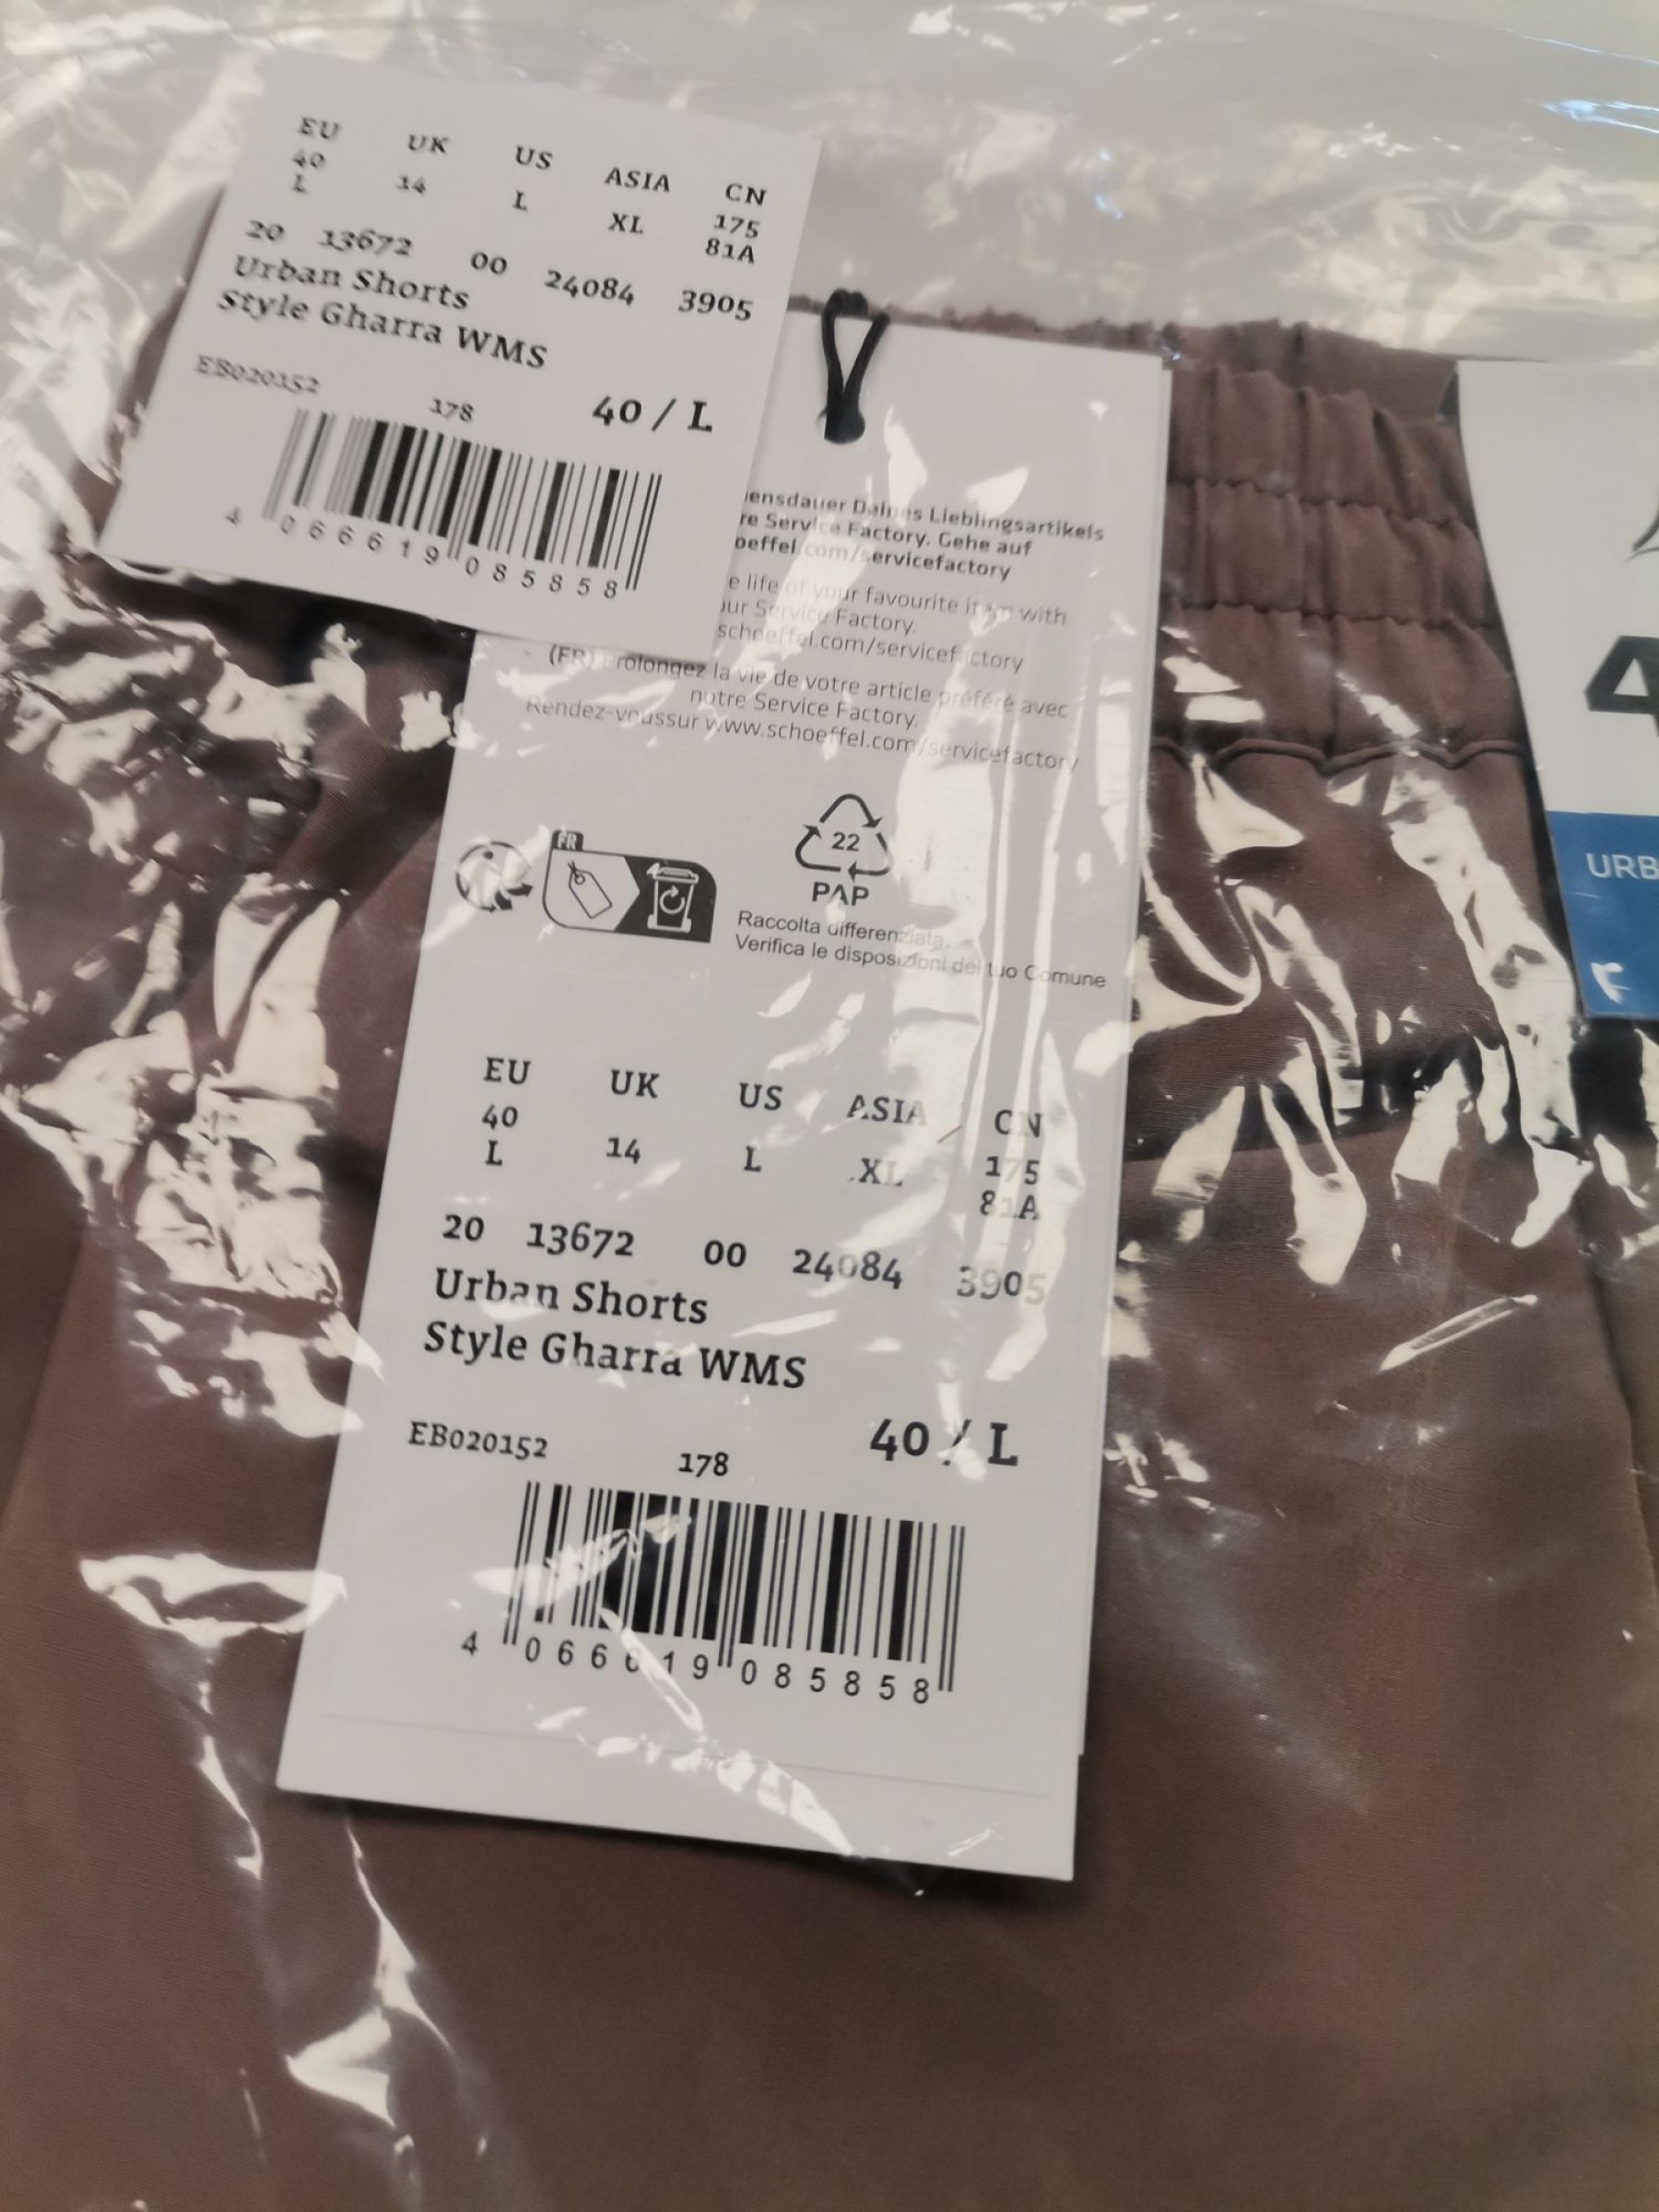 EU UK US ASIA CN
40 14 L XL 175
L 81A
20 13672 00 24084 3905
Urban Shorts
Style Gharra WMS
EB020152 178 40 / L
4 066619 085858
Deines Lieblingsartikels
Service Factory. Gehe auf
.com/servicefactory
e life of your favourite item with
Service Factory.
schoeffel.com/servicefactory
(FR) Prolongez la vie de votre article préféré avec
notre Service Factory.
Rendez-voussur www.schoeffel.com/servicefactory
FR
22
PAP
Raccolta differenziata.
Verifica le disposizioni del tuo Comune
EU UK US ASIA CN
40 14 L XL 175
L 81A
20 13672 00 24084 3905
Urban Shorts
Style Gharra WMS
EB020152 178 40 / L
4 066619 085858
4
URB